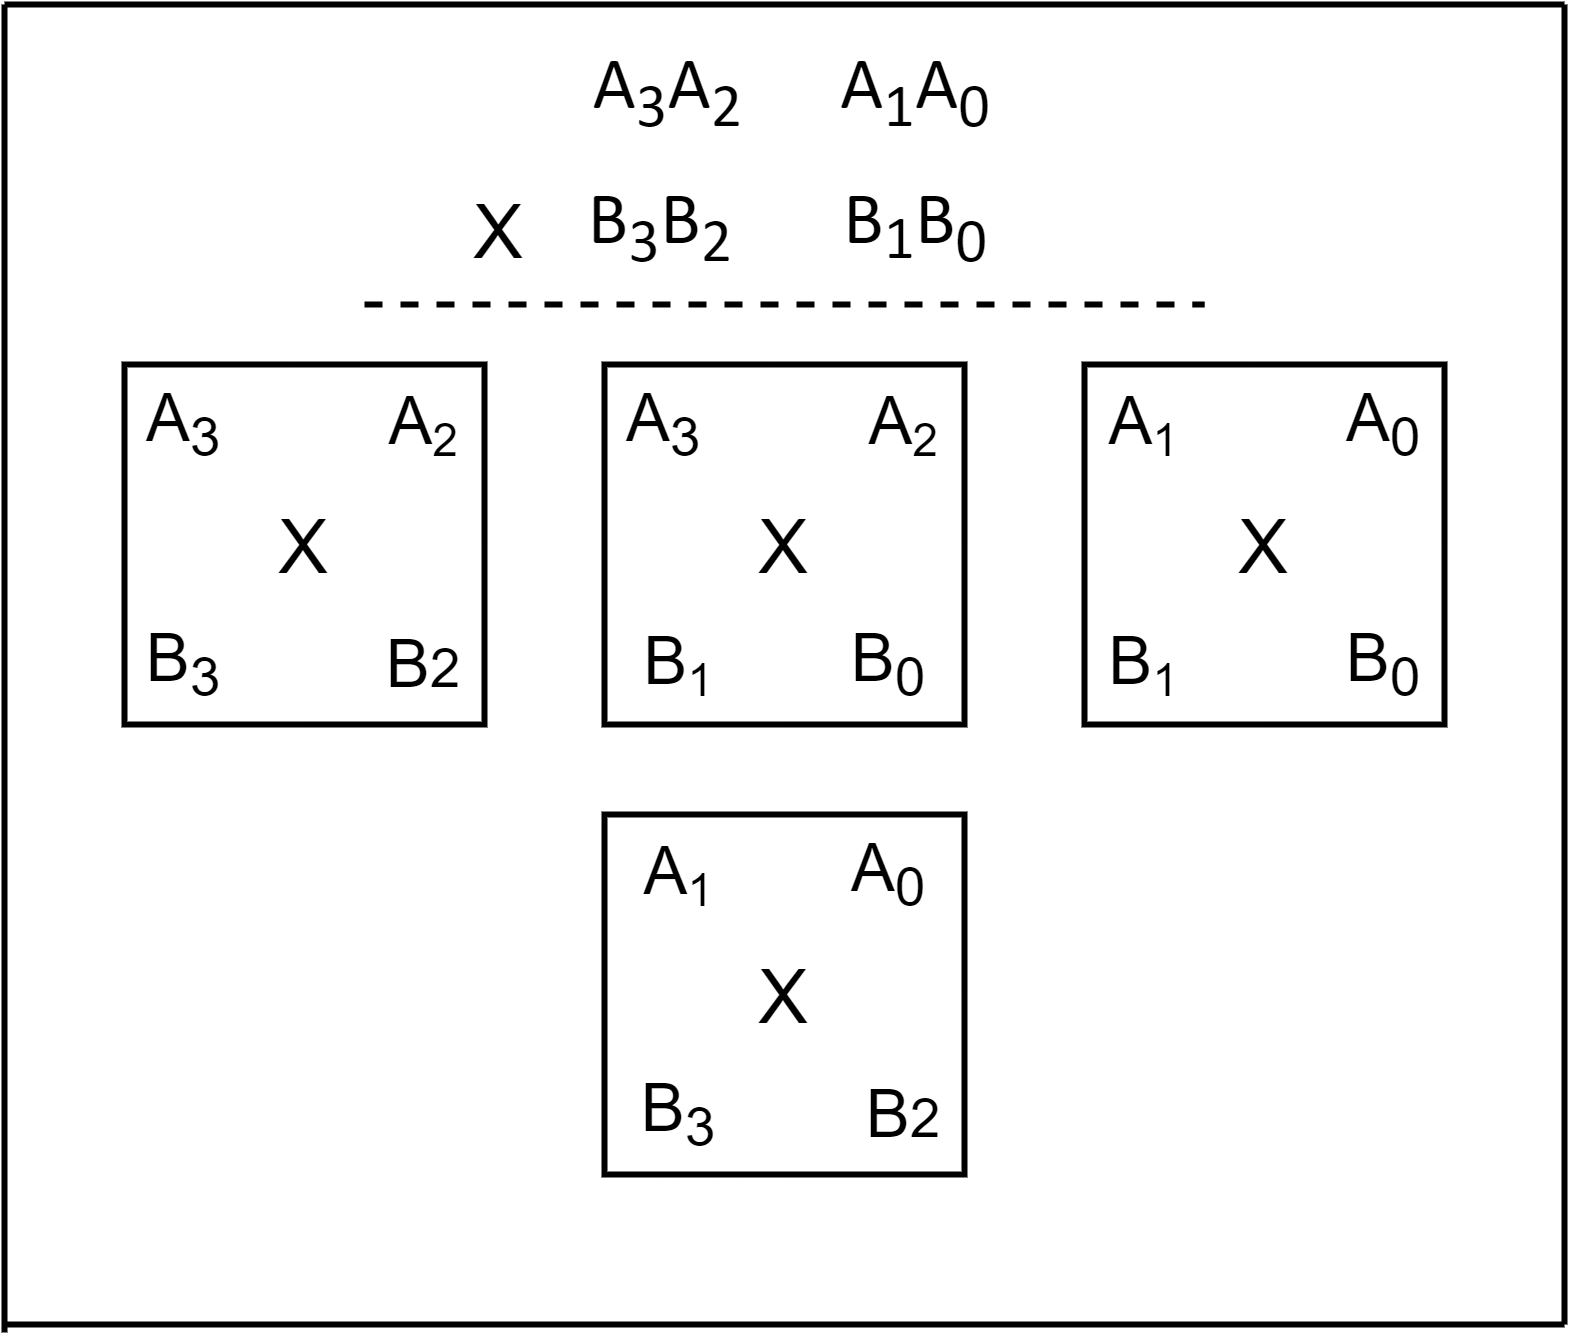 A₃A₂ A₁A₀
X B₃B₂ B₁B₀
A₃ A₂ A₃ A₂ A₁ A₀
X X X
B₃ B2 B₁ B₀ B₁ B₀
A₁ A₀
X
B₃ B2